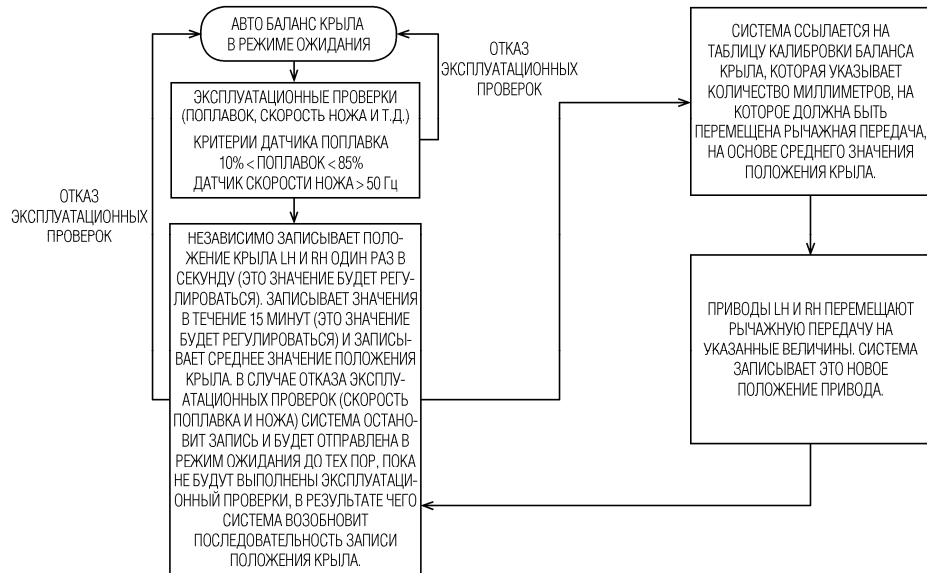 АВТО БАЛАНС КРЫЛА
В РЕЖИМЕ ОЖИДАНИЯ
ОТКАЗ
ЭКСПЛУАТАЦИОННЫХ
ПРОВЕРОК
ЭКСПЛУАТАЦИОННЫЕ ПРОВЕРКИ
(ПОПЛАВОК, СКОРОСТЬ НОЖА И Т.Д.)
КРИТЕРИИ ДАТЧИКА ПОПЛАВКА
10% < ПОПЛАВОК < 85%
ДАТЧИК СКОРОСТИ НОЖА > 50 Гц
ОТКАЗ
ЭКСПЛУАТАЦИОННЫХ
ПРОВЕРОК
НЕЗАВИСИМО ЗАПИСЫВАЕТ ПОЛО-
ЖЕНИЕ КРЫЛА LH И RH ОДИН РАЗ В
СЕКУНДУ (ЭТО ЗНАЧЕНИЕ БУДЕТ РЕГУ-
ЛИРОВАТЬСЯ). ЗАПИСЫВАЕТ ЗНАЧЕНИЯ
В ТЕЧЕНИЕ 15 МИНУТ (ЭТО ЗНАЧЕНИЕ
БУДЕТ РЕГУЛИРОВАТЬСЯ) И ЗАПИСЫ-
ВАЕТ СРЕДНЕЕ ЗНАЧЕНИЕ ПОЛОЖЕНИЯ
КРЫЛА. В СЛУЧАЕ ОТКАЗА ЭКСПЛУ-
АТАЦИОННЫХ ПРОВЕРОК (СКОРОСТЬ
ПОПЛАВКА И НОЖА) СИСТЕМА ОСТАНО-
ВИТ ЗАПИСЬ И БУДЕТ ОТПРАВЛЕНА В
РЕЖИМ ОЖИДАНИЯ ДО ТЕХ ПОР, ПОКА
НЕ БУДУТ ВЫПОЛНЕНЫ ЭКСПЛУАТАЦИ-
ОННЫЙ ПРОВЕРКИ, В РЕЗУЛЬТАТЕ ЧЕГО
СИСТЕМА ВОЗОБНОВИТ
ПОСЛЕДОВАТЕЛЬНОСТЬ ЗАПИСИ
ПОЛОЖЕНИЯ КРЫЛА.
СИСТЕМА ССЫЛАЕТСЯ НА
ТАБЛИЦУ КАЛИБРОВКИ БАЛАНСА
КРЫЛА, КОТОРАЯ УКАЗЫВАЕТ
КОЛИЧЕСТВО МИЛЛИМЕТРОВ, НА
КОТОРОЕ ДОЛЖНА БЫТЬ
ПЕРЕМЕЩЕНА РЫЧАЖНАЯ ПЕРЕДАЧА,
НА ОСНОВЕ СРЕДНЕГО ЗНАЧЕНИЯ
ПОЛОЖЕНИЯ КРЫЛА.
ПРИВОДЫ LH И RH ПЕРЕМЕЩАЮТ
РЫЧАЖНУЮ ПЕРЕДАЧУ НА
УКАЗАННЫЕ ВЕЛИЧИНЫ. СИСТЕМА
ЗАПИСЫВАЕТ ЭТО НОВОЕ
ПОЛОЖЕНИЕ ПРИВОДА.